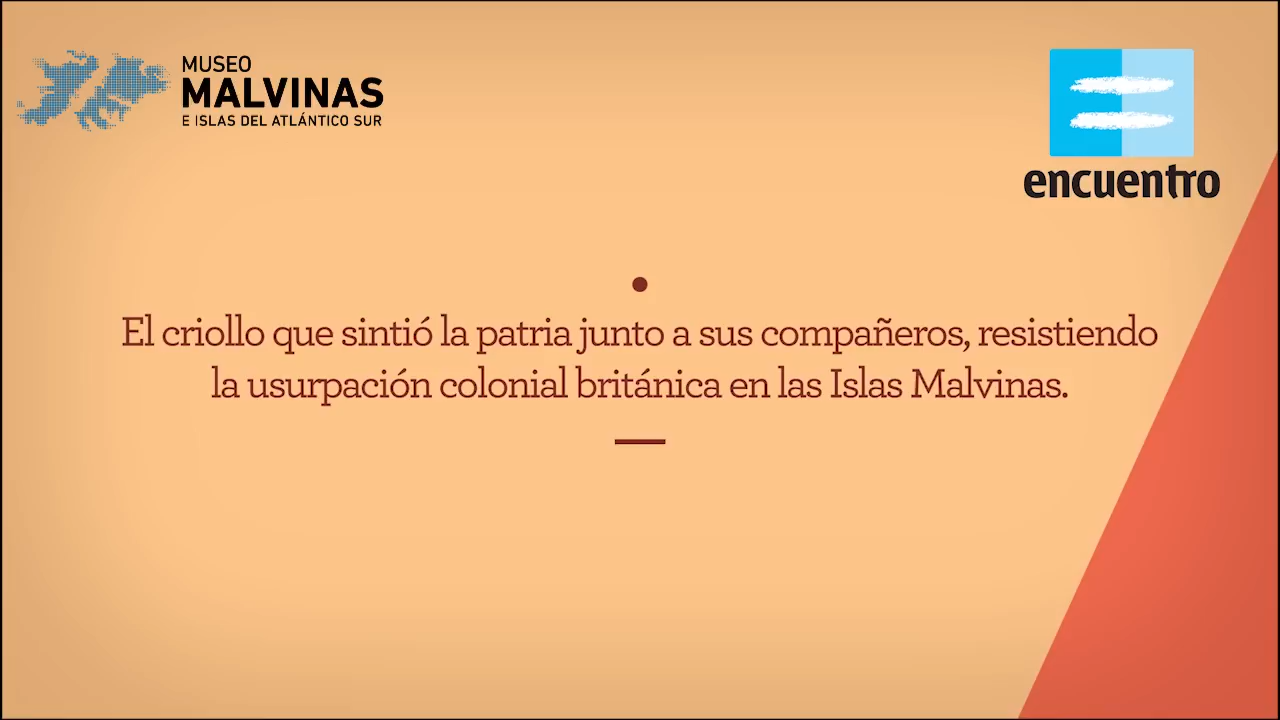 MUSEO
MALVINAS
E ISLAS DEL ATLÁNTICO SUR
encuentro
El criollo que sintió la patria junto a sus compañeros, resistiendo
la usurpación colonial británica en las Islas Malvinas.